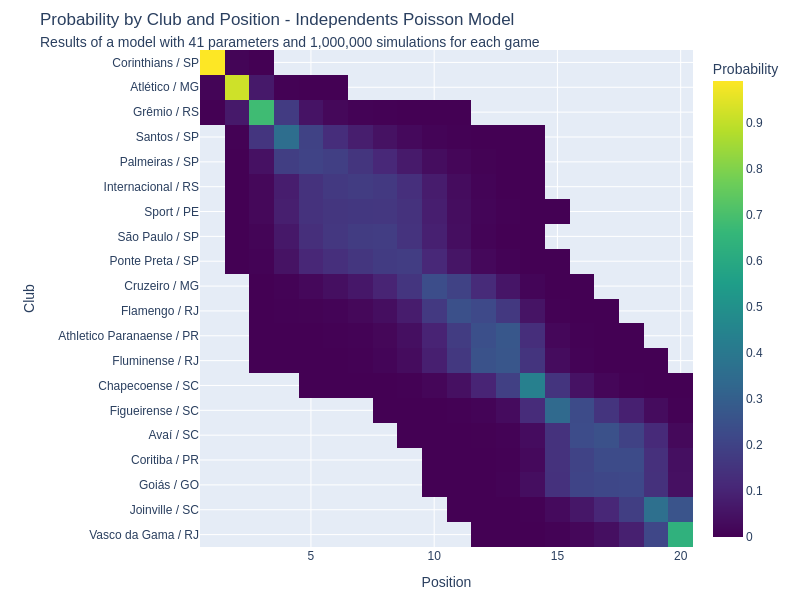 Probability by Club and Position - Independents Poisson Model
Results of a model with 41 parameters and 1,000,000 simulations for each game
Probability
Club
Corinthians / SP
Atlético / MG
Grêmio / RS
Santos / SP
Palmeiras / SP
Internacional / RS
Sport / PE
São Paulo / SP
Ponte Preta / SP
Cruzeiro / MG
Flamengo / RJ
Athletico Paranaense / PR
Fluminense / RJ
Chapecoense / SC
Figueirense / SC
Avaí / SC
Coritiba / PR
Goiás / GO
Joinville / SC
Vasco da Gama / RJ
5
10
15
20
Position
0.9
0.8
0.7
0.6
0.5
0.4
0.3
0.2
0.1
0